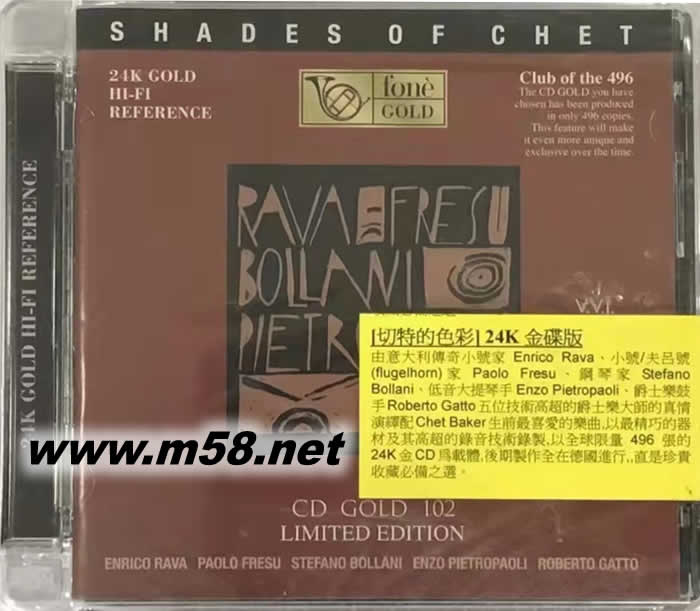 SHADES OF CHET
24K GOLD
HI-FI
REFERENCE
fonè
GOLD
Club of the 496
The CD GOLD you have
chosen has been produced
in only 496 copies.
This feature will make
it even more unique and
exclusive over the time.
24K GOLD HI-FI REFERENCE
RAVA FRESU
BOLLANI
PIETRO
[切特的色彩] 24K 金碟版
由意大利傳奇小號家 Enrico Rava、小號/夫呂號
(flugelhorn) 家 Paolo Fresu、鋼琴家 Stefano
Bollani、低音大提琴手 Enzo Pietropaoli、爵士樂鼓
手 Roberto Gatto 五位技術高超的爵士樂大師的真情
演繹配 Chet Baker 生前最喜愛的樂曲,以最精巧的器
材及其高超的錄音技術錄製,以全球限量 496 張的
24K 金 CD 爲載體,後期製作全在德國進行,,直是珍貴
收藏必備之選。
www.m58.net
CD GOLD 102
LIMITED EDITION
ENRICO RAVA PAOLO FRESU STEFANO BOLLANI ENZO PIETROPAOLI ROBERTO GATTO